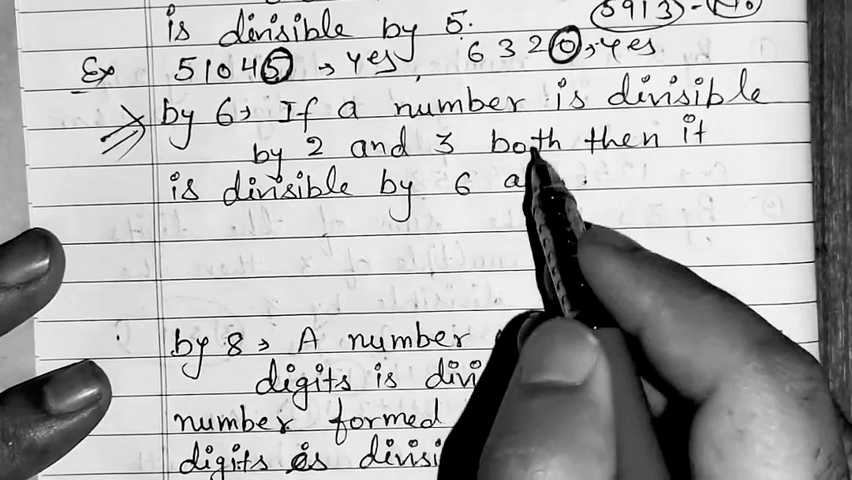 is divisible by 5.
5913 - No
Ex 51045 → Yes, 6320 → Yes
by 6 → If a number is divisible
by 2 and 3 both then it
is divisible by 6
by 8 → A number
digits is
number formed
digits is